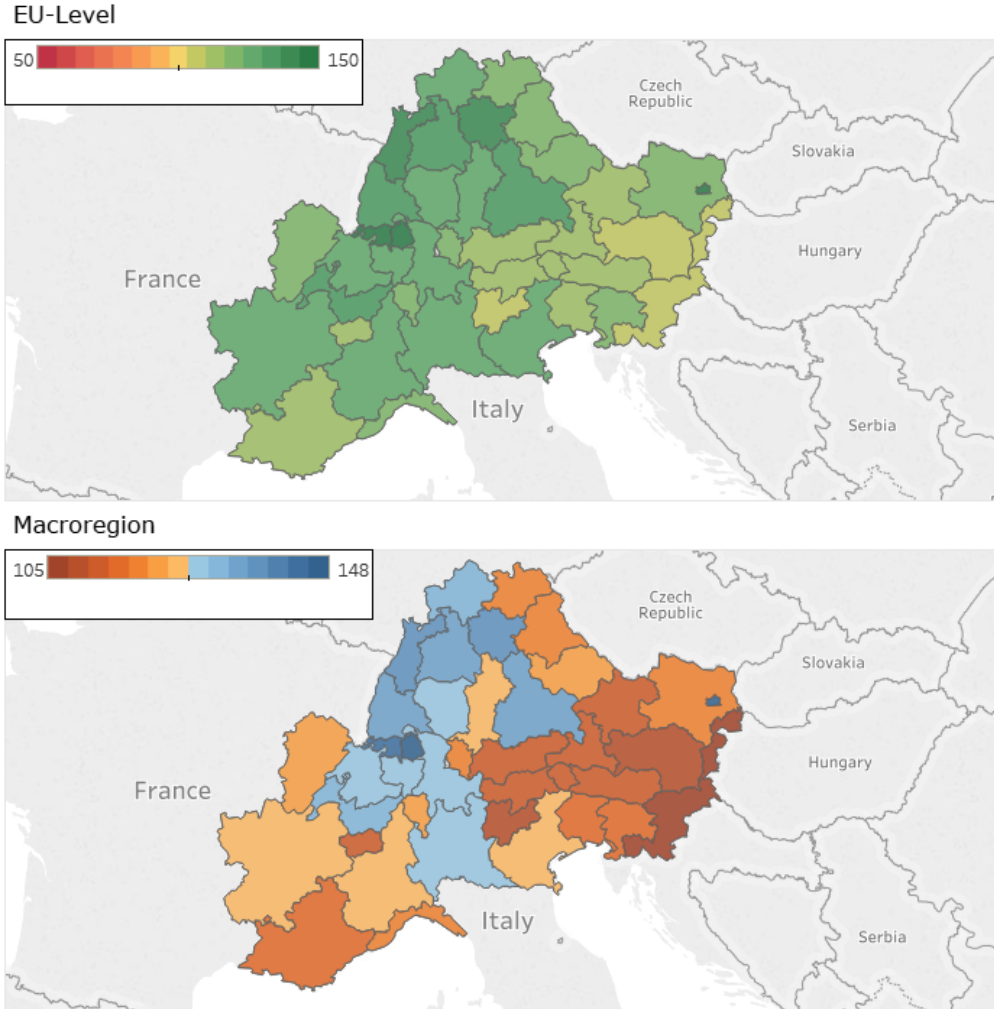 EU-Level
50
150
Czech
Republic
Slovakia
Hungary
France
Italy
Serbia
Macroregion
105
148
Czech
Republic
Slovakia
Hungary
France
Italy
Serbia